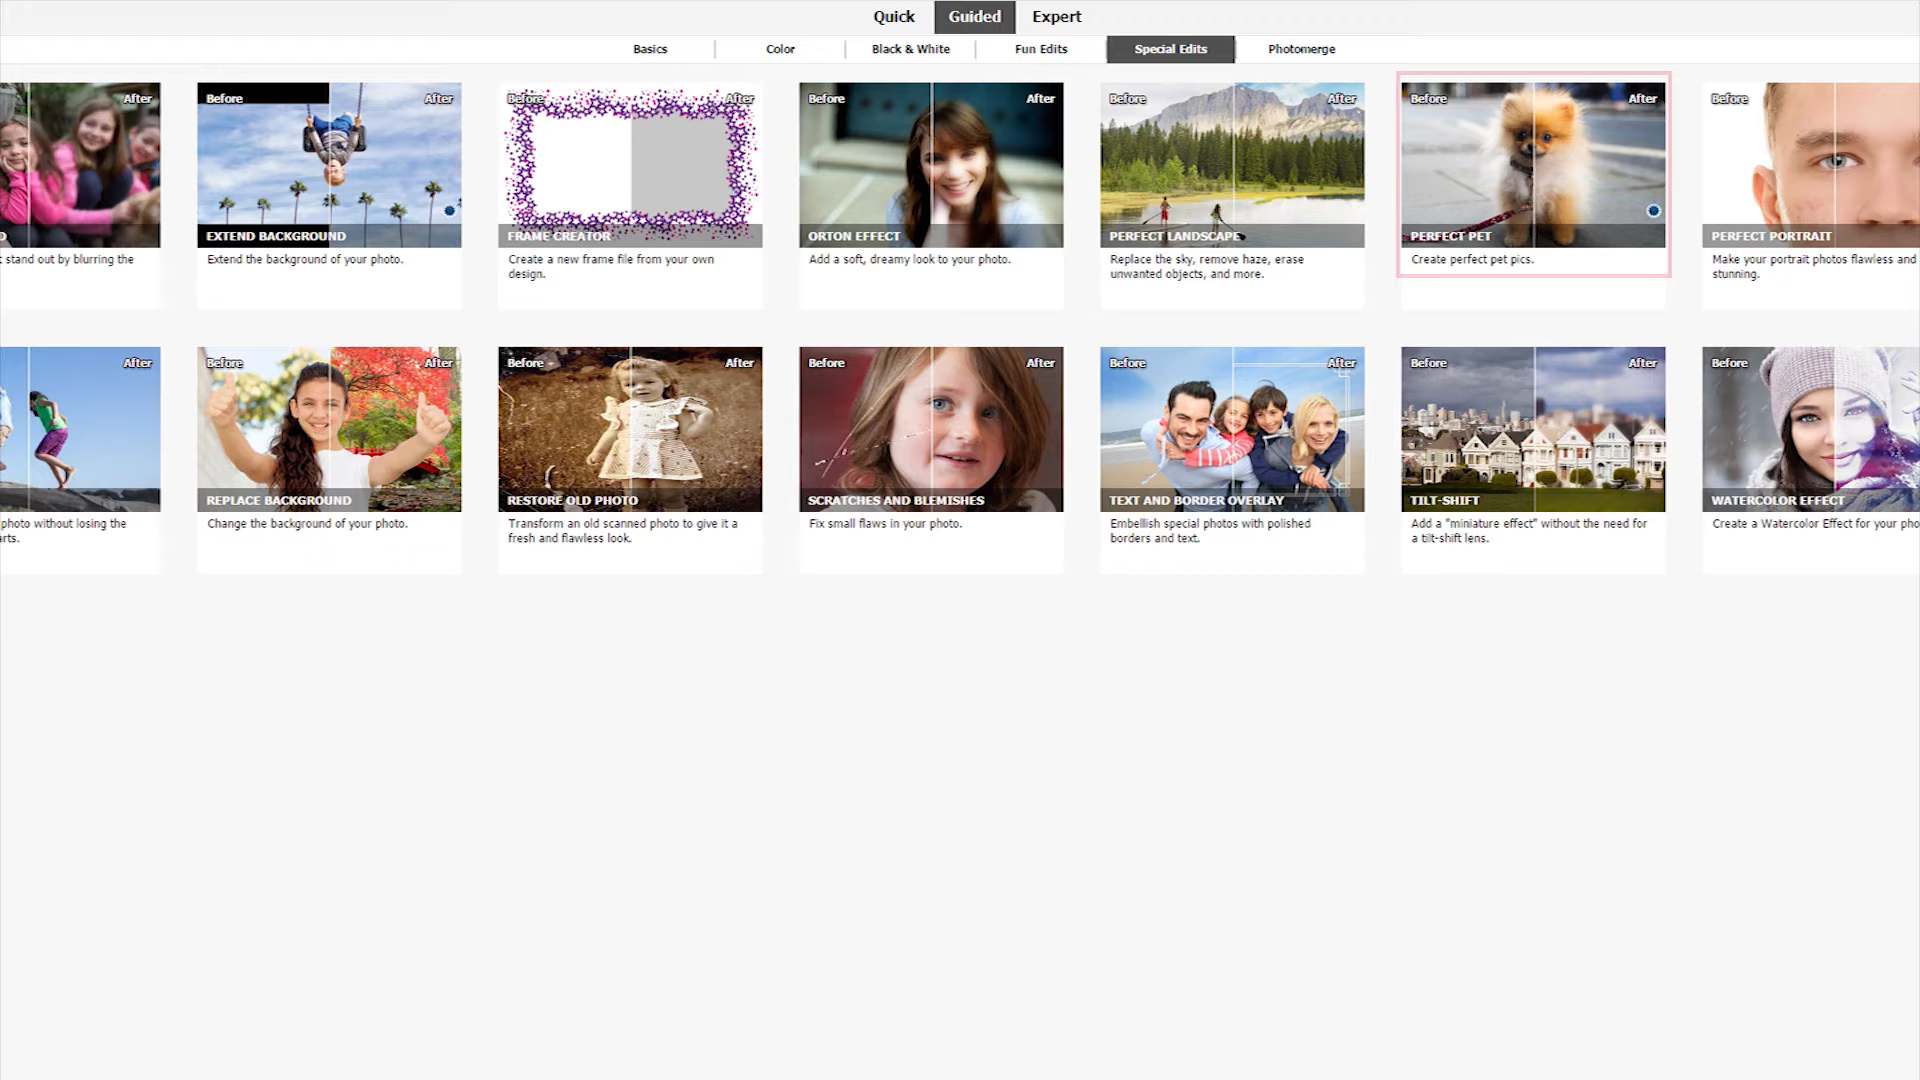 Quick Guided Expert
Basics Color Black & White Fun Edits Special Edits Photomerge
After
D
t stand out by blurring the
Before After
EXTEND BACKGROUND
Extend the background of your photo.
Before After
FRAME CREATOR
Create a new frame file from your own
design.
Before After
ORTON EFFECT
Add a soft, dreamy look to your photo.
Before After
PERFECT LANDSCAPE
Replace the sky, remove haze, erase
unwanted objects, and more.
Before After
PERFECT PET
Create perfect pet pics.
Before
PERFECT PORTRAIT
Make your portrait photos flawless and
stunning.
After
photo without losing the
arts.
Before After
REPLACE BACKGROUND
Change the background of your photo.
Before After
RESTORE OLD PHOTO
Transform an old scanned photo to give it a
fresh and flawless look.
Before After
SCRATCHES AND BLEMISHES
Fix small flaws in your photo.
Before After
TEXT AND BORDER OVERLAY
Embellish special photos with polished
borders and text.
Before After
TILT-SHIFT
Add a "miniature effect" without the need for
a tilt-shift lens.
Before
WATERCOLOR EFFECT
Create a Watercolor Effect for your pho